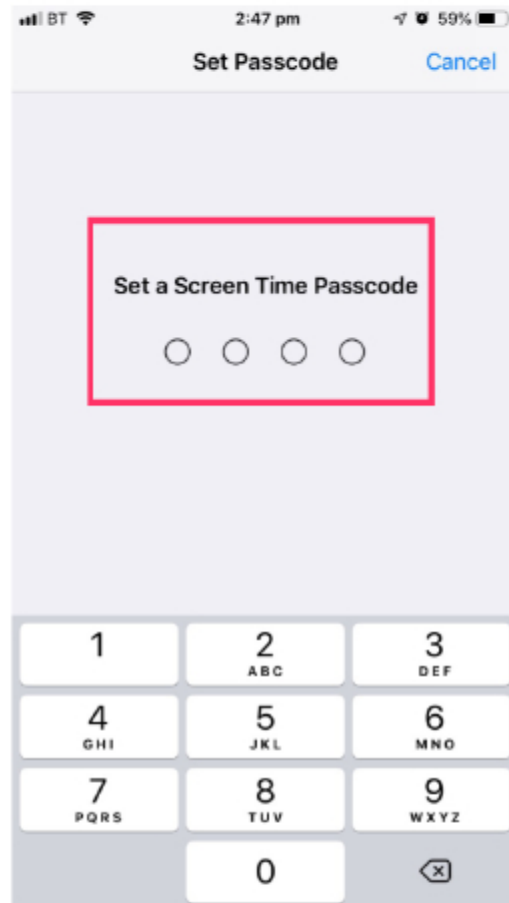 BT 2:47 pm 59%
Set Passcode Cancel
Set a Screen Time Passcode
1 2 3
ABC DEF
4 5 6
GHI JKL MNO
7 8 9
PQRS TUV WXYZ
0